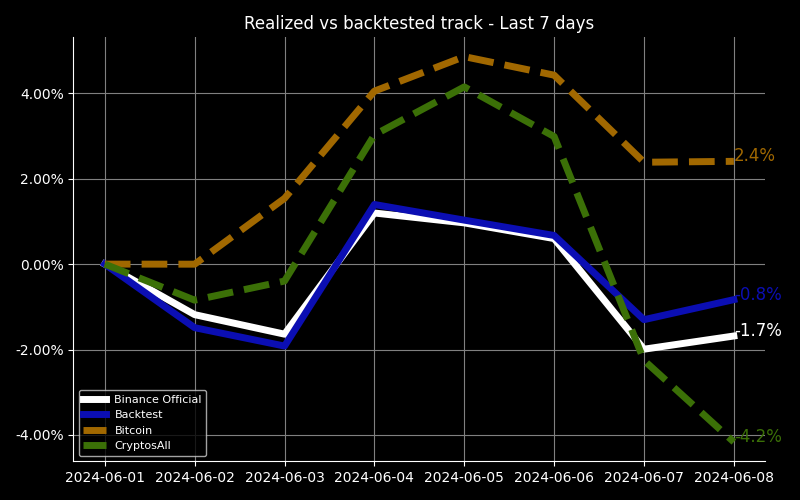 Realized vs backtested track - Last 7 days
4.00%
2.00%
0.00%
-2.00%
-4.00%
2.4%
-0.8%
-1.7%
-4.2%
Binance Official
Backtest
Bitcoin
CryptosAll
2024-06-01 2024-06-02 2024-06-03 2024-06-04 2024-06-05 2024-06-06 2024-06-07 2024-06-08